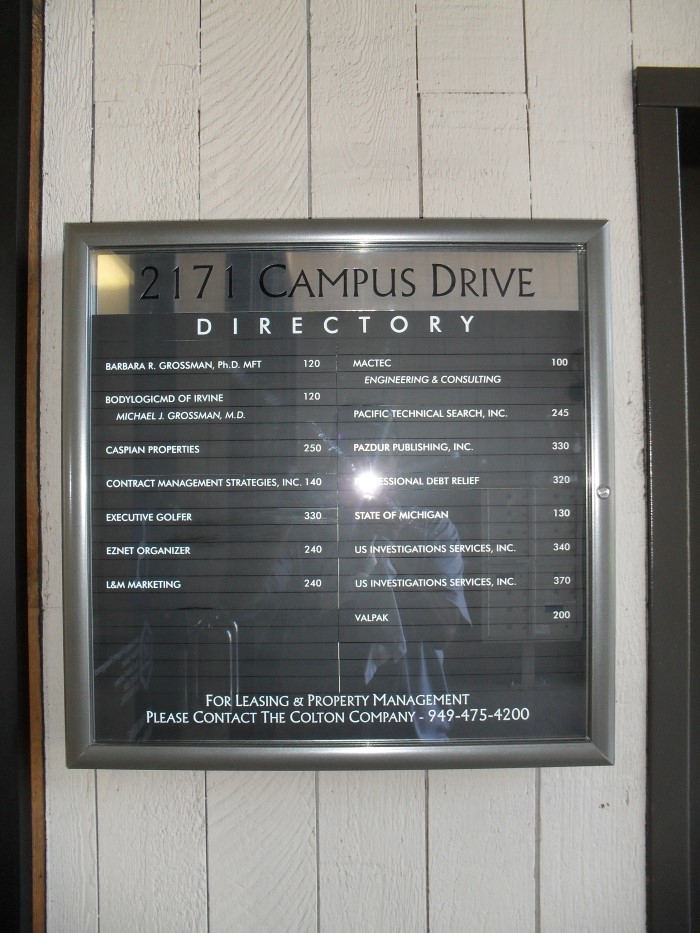 2171 CAMPUS DRIVE
DIRECTORY
BARBARA R. GROSSMAN, Ph.D. MFT 120
BODYLOGICMD OF IRVINE 120
MICHAEL J. GROSSMAN, M.D.
CASPIAN PROPERTIES 250
CONTRACT MANAGEMENT STRATEGIES, INC. 140
EXECUTIVE GOLFER 330
EZNET ORGANIZER 240
L&M MARKETING 240
MACTEC 100
ENGINEERING & CONSULTING
PACIFIC TECHNICAL SEARCH, INC. 245
PAZDUR PUBLISHING, INC. 330
DEBT RELIEF 320
STATE OF MICHIGAN 130
US INVESTIGATIONS SERVICES, INC. 340
US INVESTIGATIONS SERVICES, INC. 370
VALPAK 200
FOR LEASING & PROPERTY MANAGEMENT
PLEASE CONTACT THE COLTON COMPANY - 949-475-4200